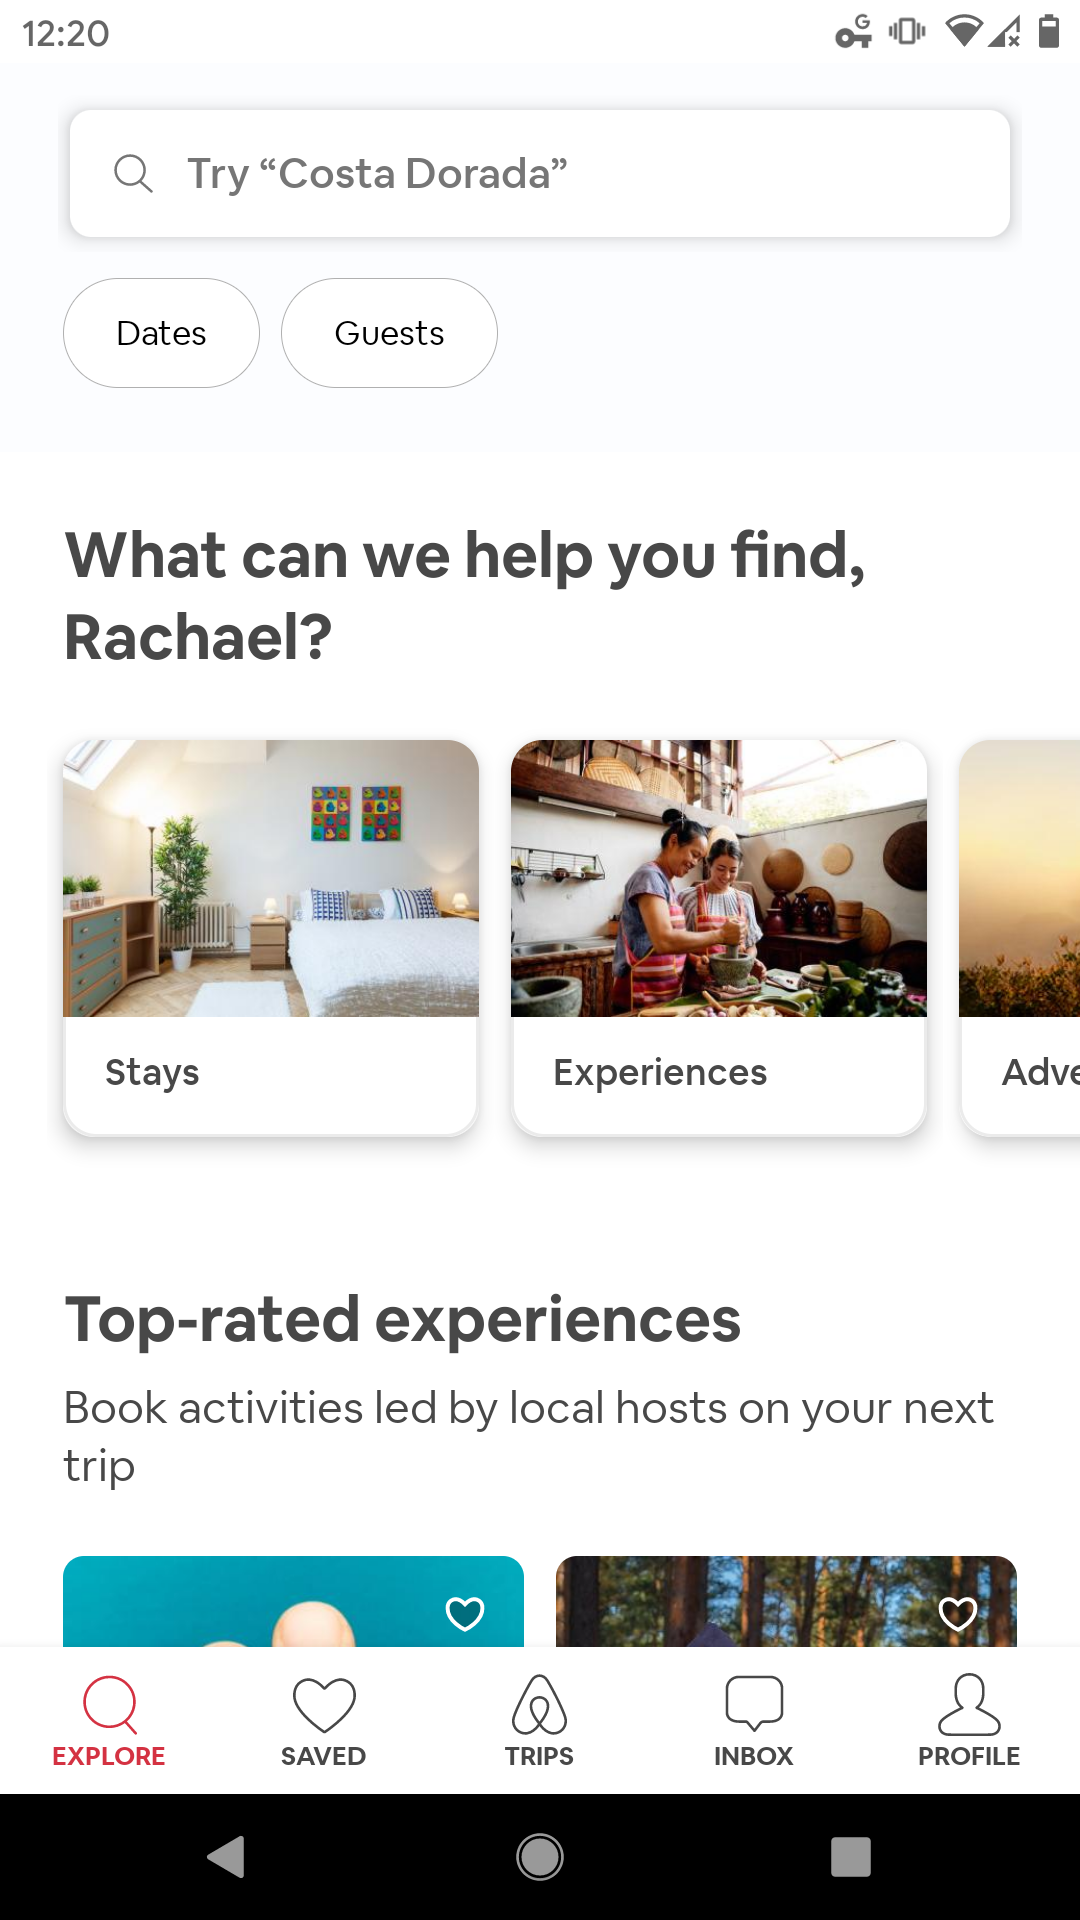 12:20
G
Try “Costa Dorada”
Dates
Guests
What can we help you find,
Rachael?
Stays
Experiences
Adve
Top-rated experiences
Book activities led by local hosts on your next
trip
EXPLORE
SAVED
TRIPS
INBOX
PROFILE